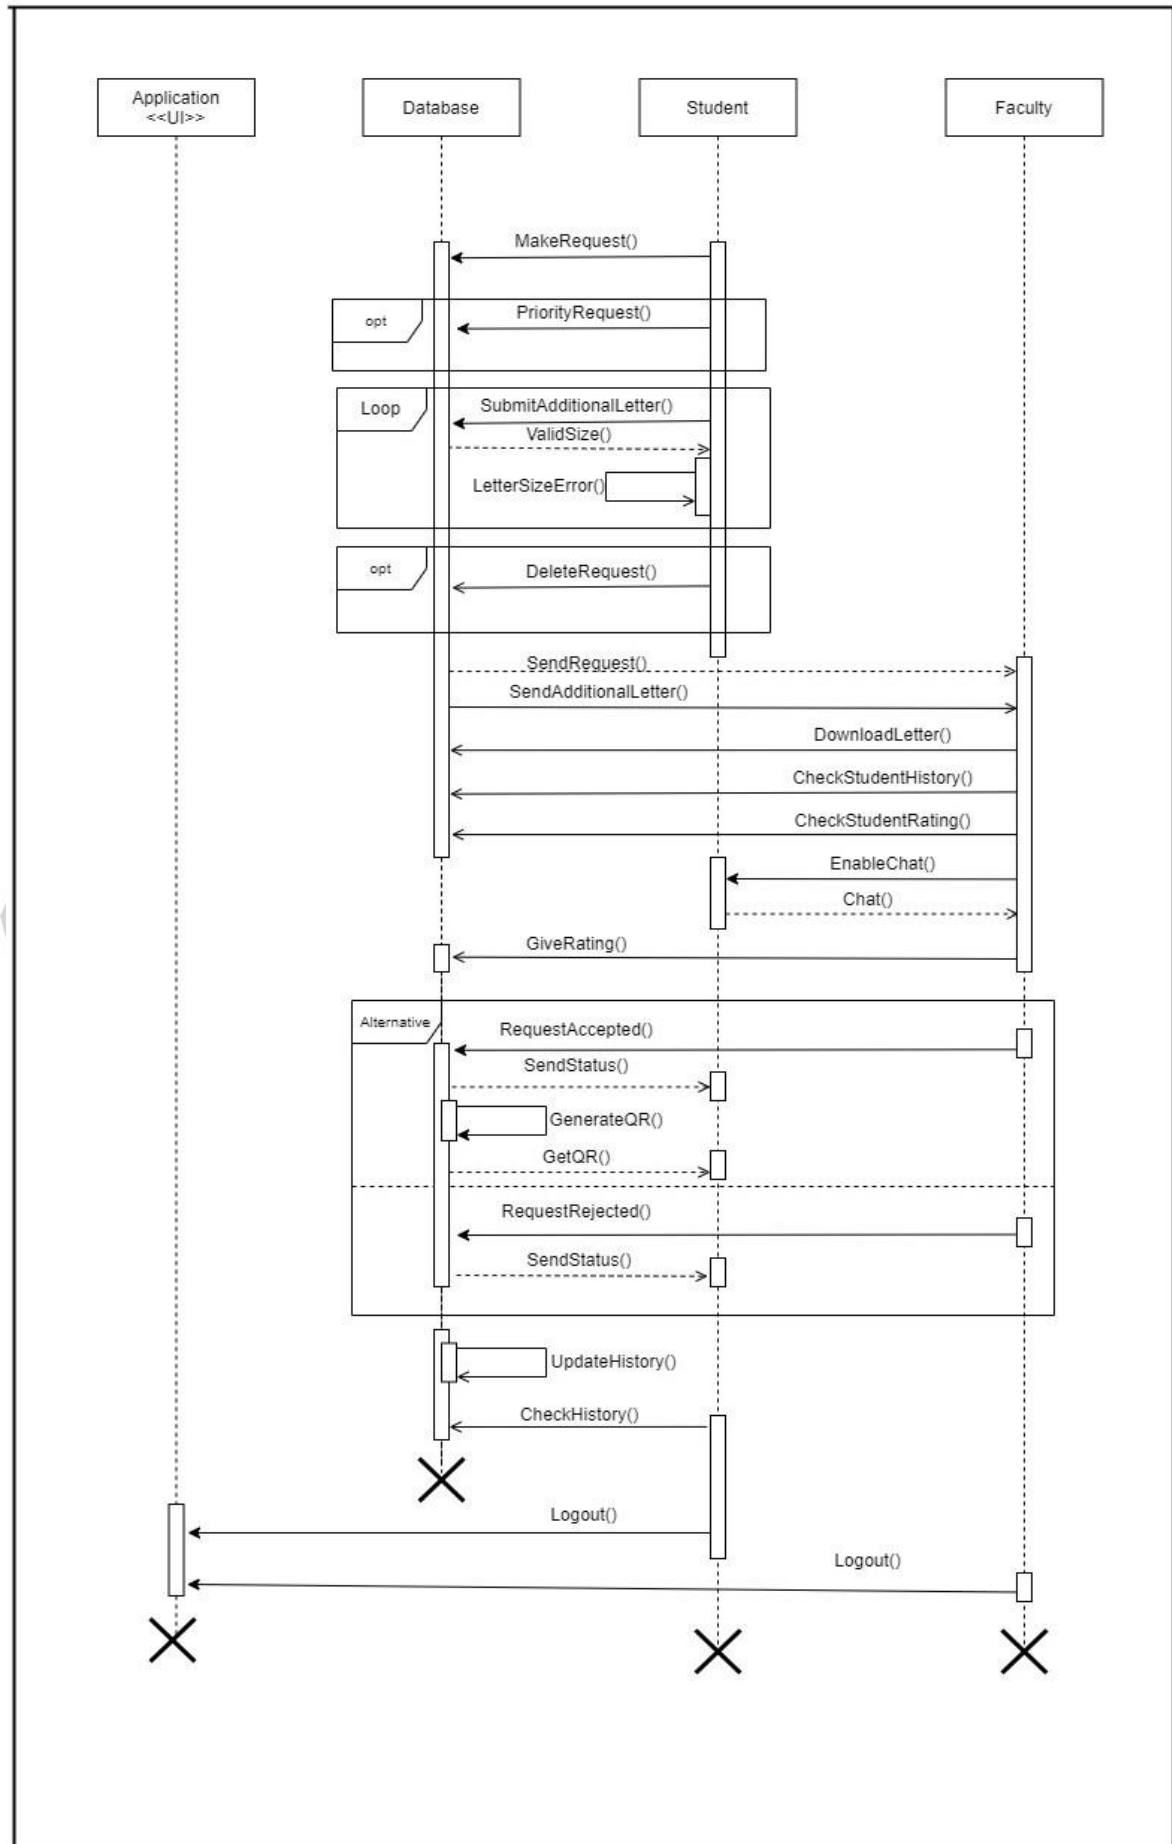 Application
<<UI>>
Database
Student
Faculty
MakeRequest()
PriorityRequest()
opt
SubmitAdditionalLetter()
Loop
ValidSize()
LetterSizeError()
opt
DeleteRequest()
SendRequest()
SendAdditionalLetter()
DownloadLetter()
CheckStudentHistory()
CheckStudentRating()
EnableChat()
Chat()
GiveRating()
Alternative
RequestAccepted()
SendStatus()
GenerateQR()
GetQR()
RequestRejected()
SendStatus()
UpdateHistory()
CheckHistory()
Logout()
Logout()